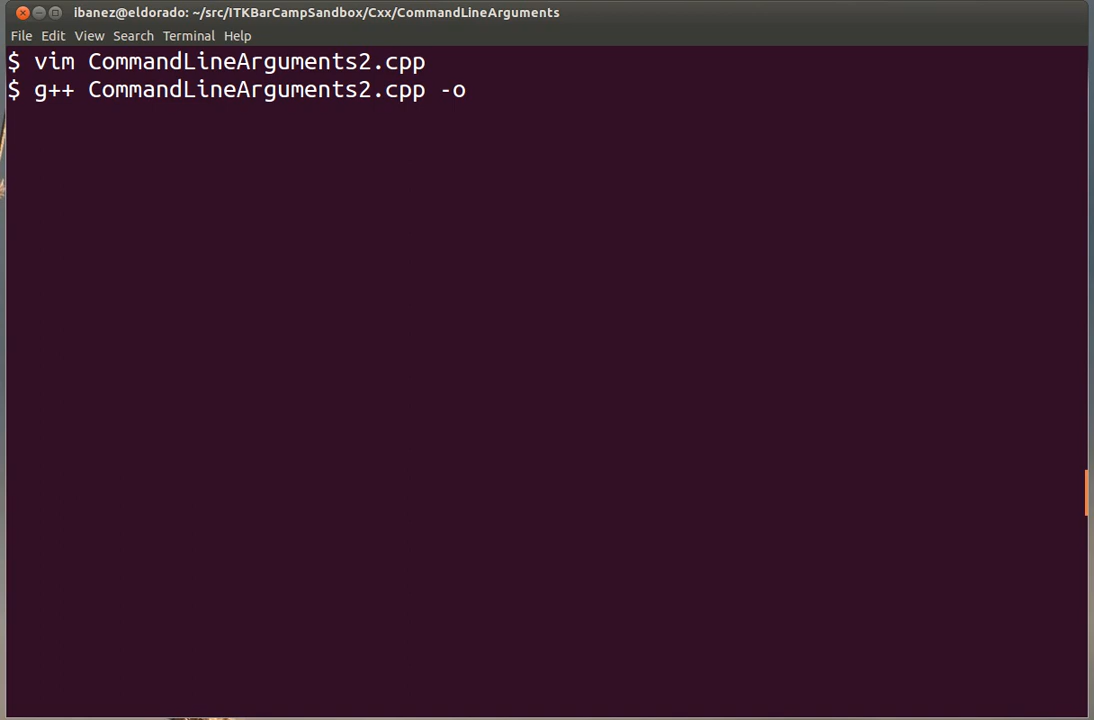 ibanez@eldorado: ~/src/ITKBarCampSandbox/Cxx/CommandLineArguments
File Edit View Search Terminal Help
$ vim CommandLineArguments2.cpp
$ g++ CommandLineArguments2.cpp -o